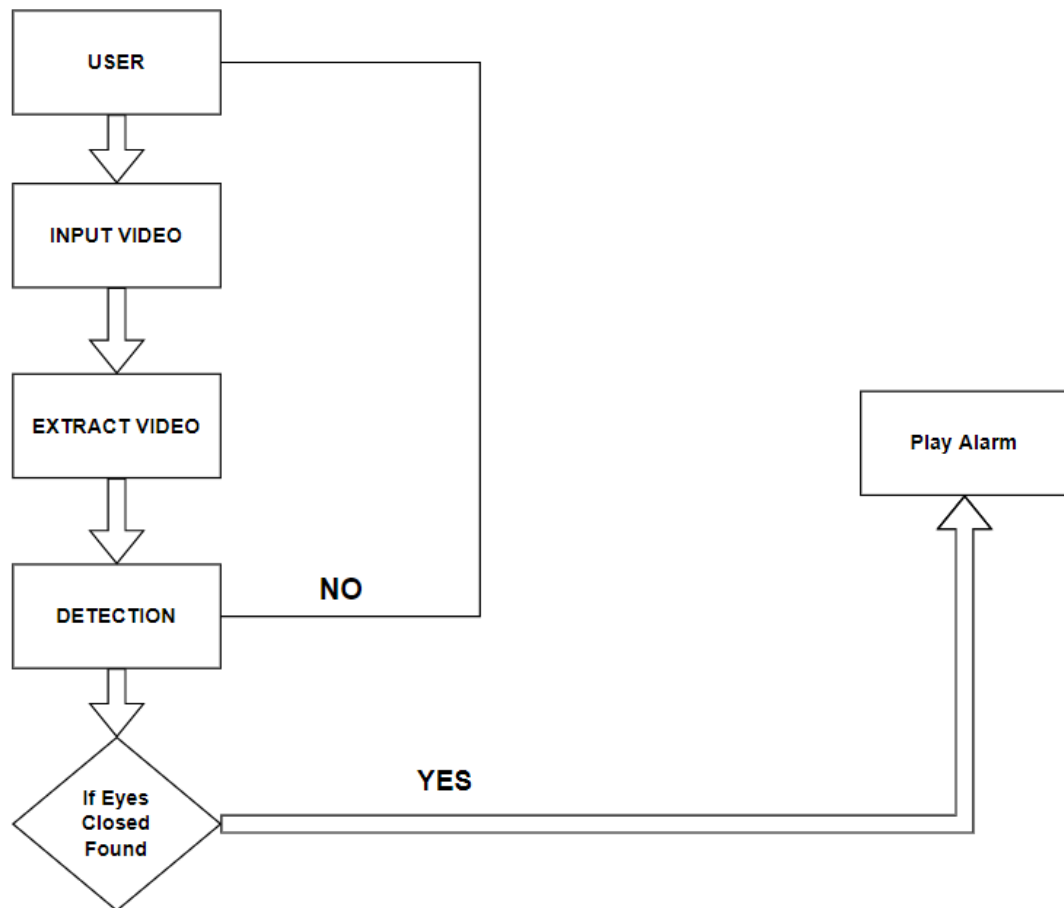 USER
INPUT VIDEO
EXTRACT VIDEO
Play Alarm
DETECTION
NO
YES
If Eyes
Closed
Found